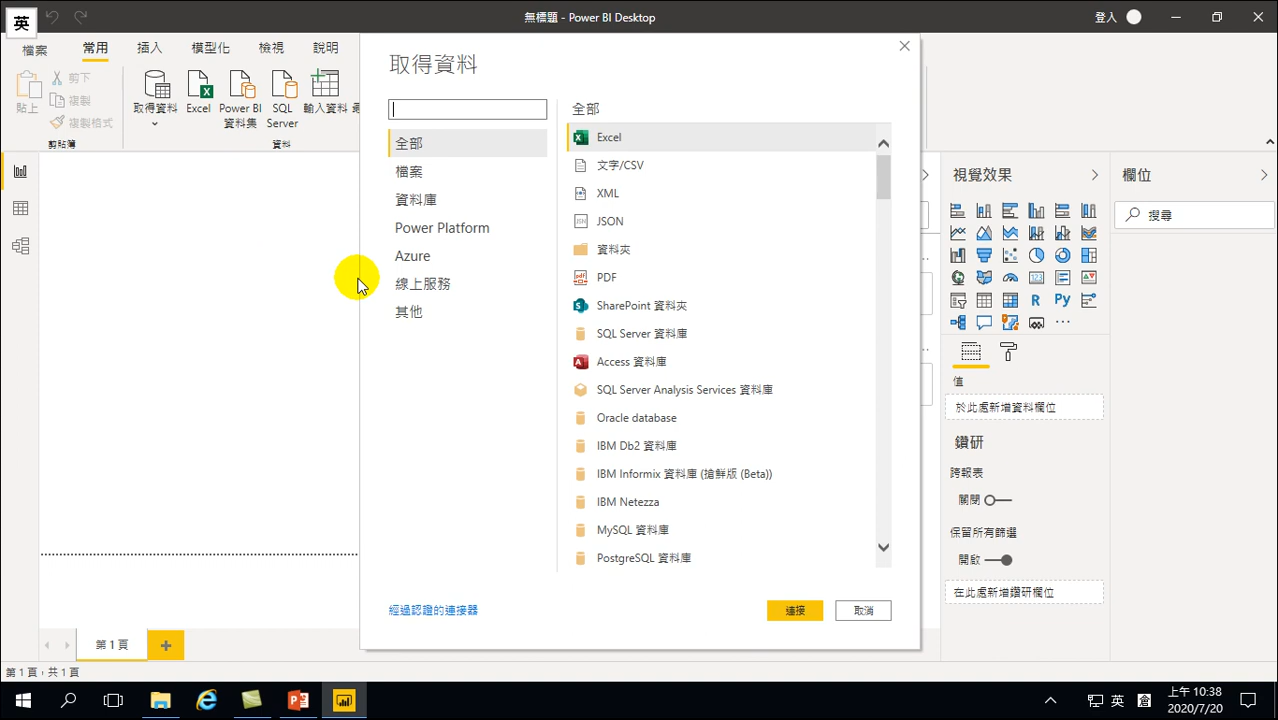 英
無標題 - Power BI Desktop
登入
檔案
常用
插入
模型化
檢視
說明
貼上
剪下
複製
複製格式
剪貼簿
取得資料
Excel
Power BI
資料集
SQL
Server
輸入資料
資料
取得資料
全部
檔案
資料庫
Power Platform
Azure
線上服務
其他
全部
Excel
文字/CSV
XML
JSON
資料夾
PDF
SharePoint 資料夾
SQL Server 資料庫
Access 資料庫
SQL Server Analysis Services 資料庫
Oracle database
IBM Db2 資料庫
IBM Informix 資料庫 (搶鮮版 (Beta))
IBM Netezza
MySQL 資料庫
PostgreSQL 資料庫
經過認證的連接器
連接
取消
視覺效果
R
Py
值
於此處新增資料欄位
鑽研
跨報表
關閉
保留所有篩選
開啟
在此處新增鑽研欄位
欄位
搜尋
第 1 頁
第 1 頁，共 1 頁
英
倉
上午 10:38
2020/7/20